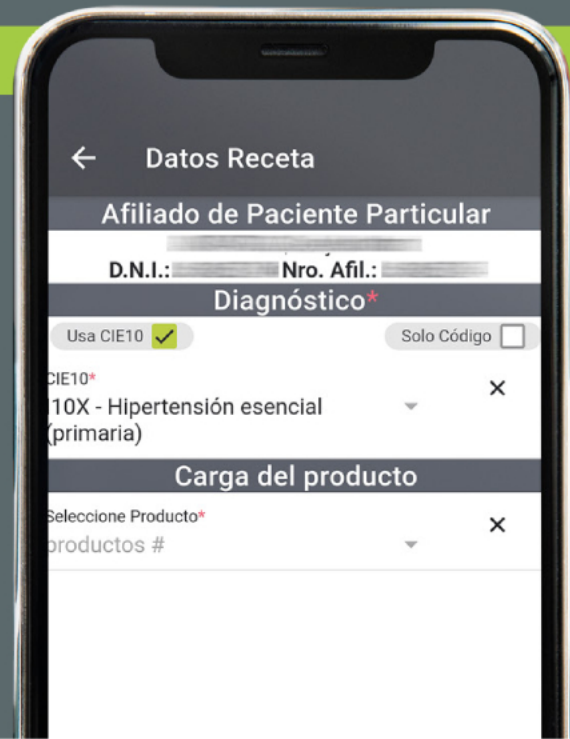 Datos Receta
Afiliado de Paciente Particular
D.N.I.: Nro. Afil.:
Diagnóstico*
Usa CIE10 Solo Código
CIE10*
I10X - Hipertensión esencial
(primaria)
Carga del producto
Seleccione Producto*
productos #